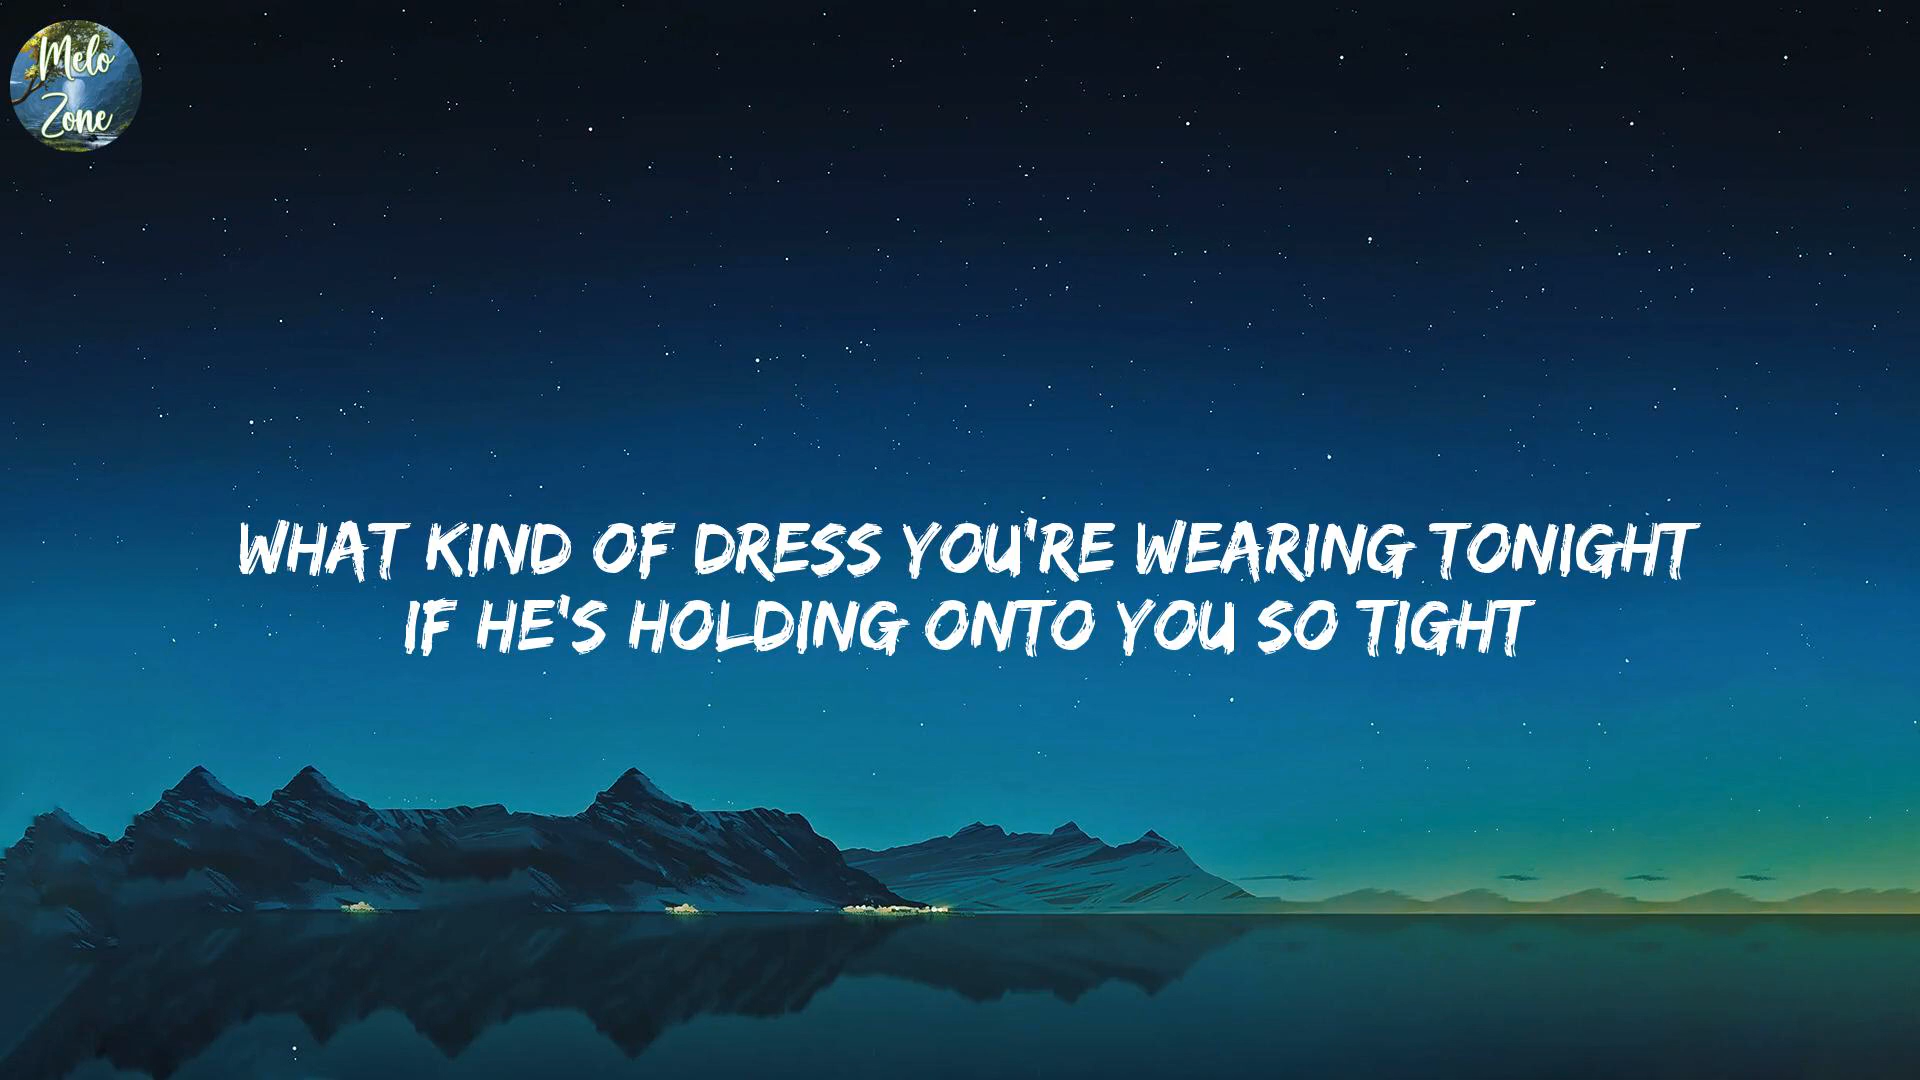 Melo
Zone
WHAT KIND OF DRESS YOU'RE WEARING TONIGHT
IF HE'S HOLDING ONTO YOU SO TIGHT